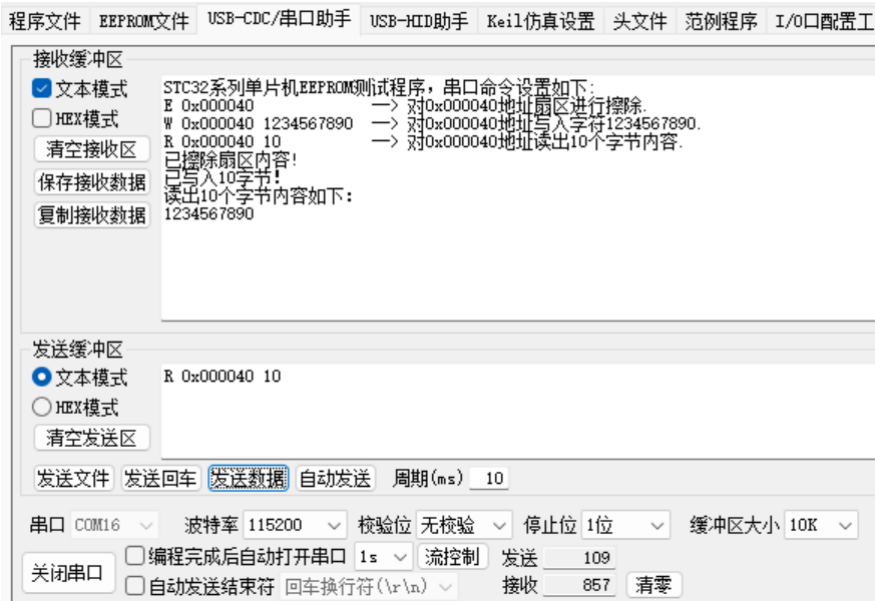 程序文件 EEPROM文件 USB-CDC/串口助手 USB-HID助手 Keil仿真设置 头文件 范例程序 I/O口配置工
接收缓冲区
文本模式
HEX模式
清空接收区
保存接收数据
复制接收数据
STC32系列单片机EEPROM测试程序，串口命令设置如下:
E 0x000040 —> 对0x000040地址扇区进行擦除.
W 0x000040 1234567890 —> 对0x000040地址写入字符1234567890.
R 0x000040 10 —> 对0x000040地址读出10个字节内容.
已擦除扇区内容!
已写入10字节!
读出10个字节内容如下：
1234567890
发送缓冲区
文本模式
HEX模式
清空发送区
R 0x000040 10
发送文件 发送回车 发送数据 自动发送 周期(ms) 10
串口 COM16 波特率 115200 校验位 无校验 停止位 1位 缓冲区大小 10K
关闭串口
编程完成后自动打开串口 1s 流控制 发送 109
自动发送结束符 回车换行符(\r\n) 接收 857 清零